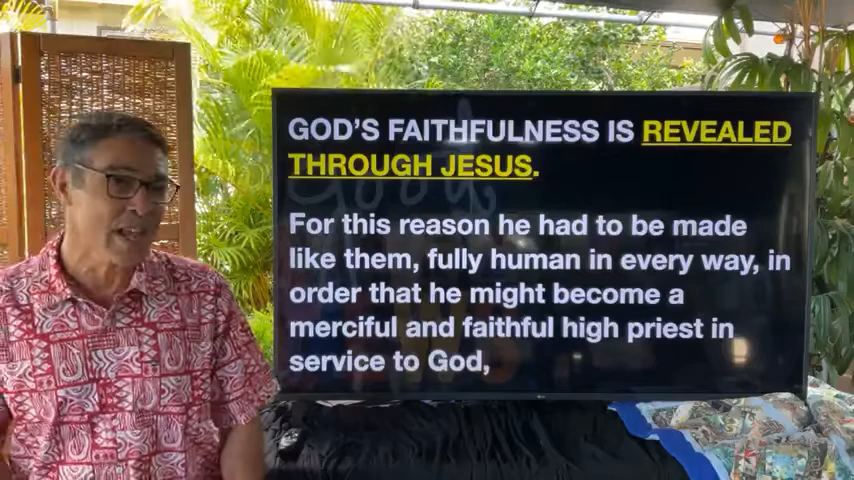 GOD'S FAITHFULNESS IS REVEALED
THROUGH JESUS.
For this reason he had to be made
like them, fully human in every way, in
order that he might become a
merciful and faithful high priest in
service to God,